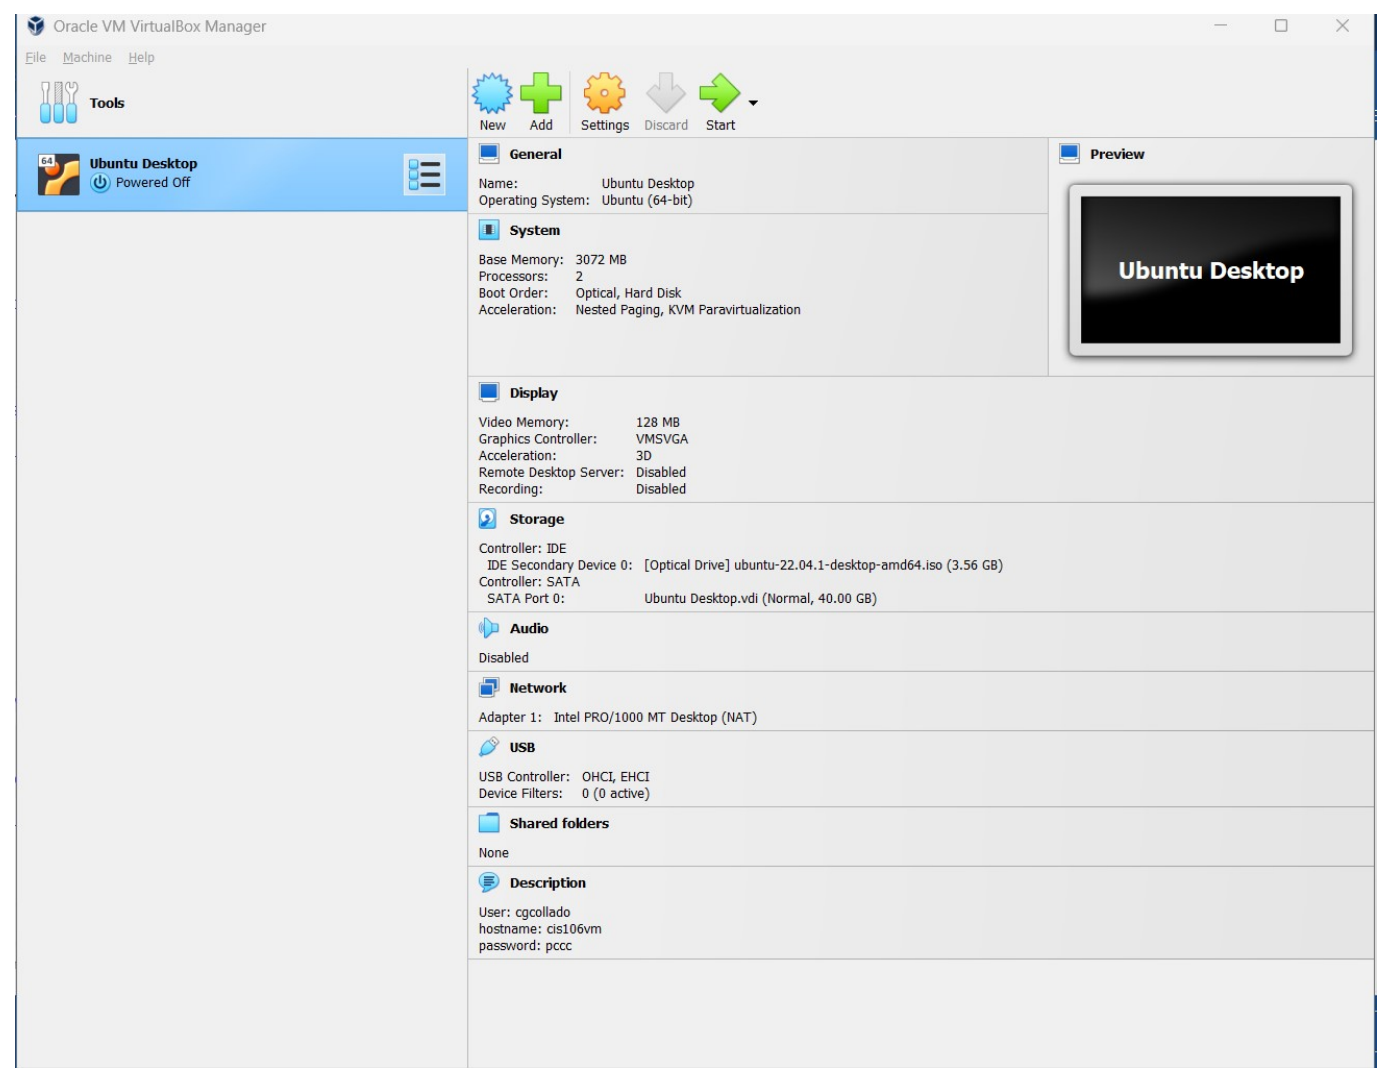 Oracle VM VirtualBox Manager
File Machine Help
Tools
New Add Settings Discard Start
64
Ubuntu Desktop
Powered Off
General
Name: Ubuntu Desktop
Operating System: Ubuntu (64-bit)
Preview
Ubuntu Desktop
System
Base Memory: 3072 MB
Processors: 2
Boot Order: Optical, Hard Disk
Acceleration: Nested Paging, KVM Paravirtualization
Display
Video Memory: 128 MB
Graphics Controller: VMSVGA
Acceleration: 3D
Remote Desktop Server: Disabled
Recording: Disabled
Storage
Controller: IDE
IDE Secondary Device 0: [Optical Drive] ubuntu-22.04.1-desktop-amd64.iso (3.56 GB)
Controller: SATA
SATA Port 0: Ubuntu Desktop.vdi (Normal, 40.00 GB)
Audio
Disabled
Network
Adapter 1: Intel PRO/1000 MT Desktop (NAT)
USB
USB Controller: OHCI, EHCI
Device Filters: 0 (0 active)
Shared folders
None
Description
User: cgcollado
hostname: cis106vm
password: pccc